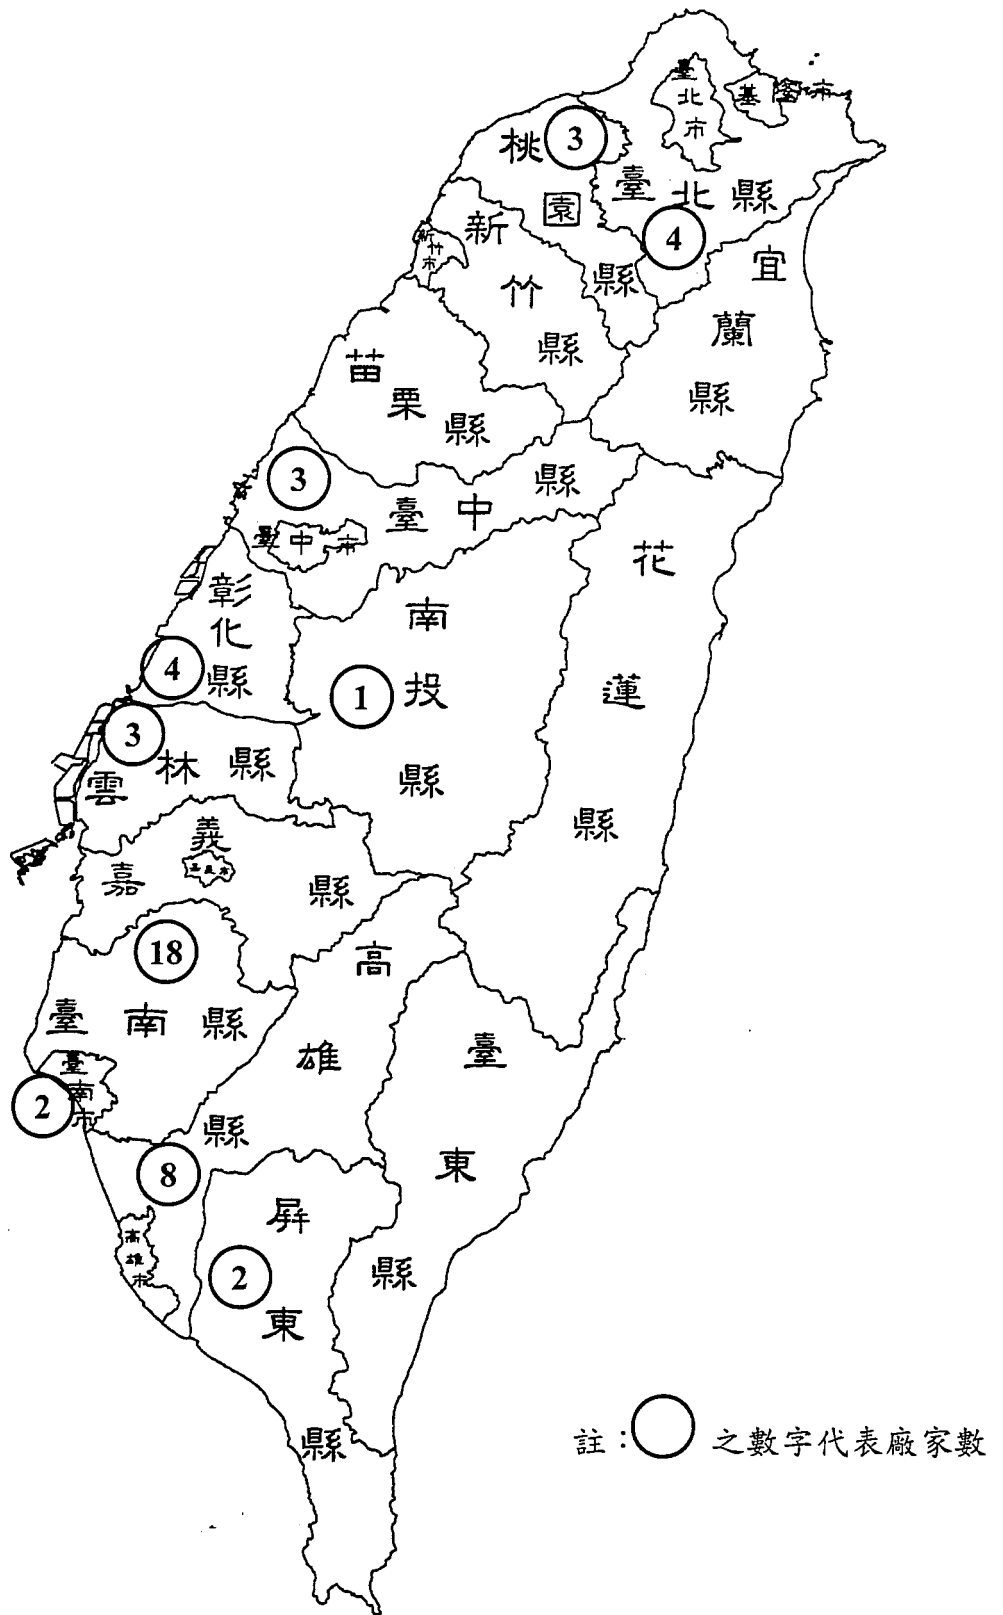 臺北市
基隆市
桃園縣
3
臺北縣
4
新竹市
新竹縣
宜蘭縣
苗栗縣
3
臺中縣
臺中市
花蓮縣
彰化縣
4
南投縣
1
3
雲林縣
嘉義縣
18
臺南縣
臺南市
2
高雄縣
8
高雄市
臺東縣
屏東縣
2
註：○之數字代表廠家數